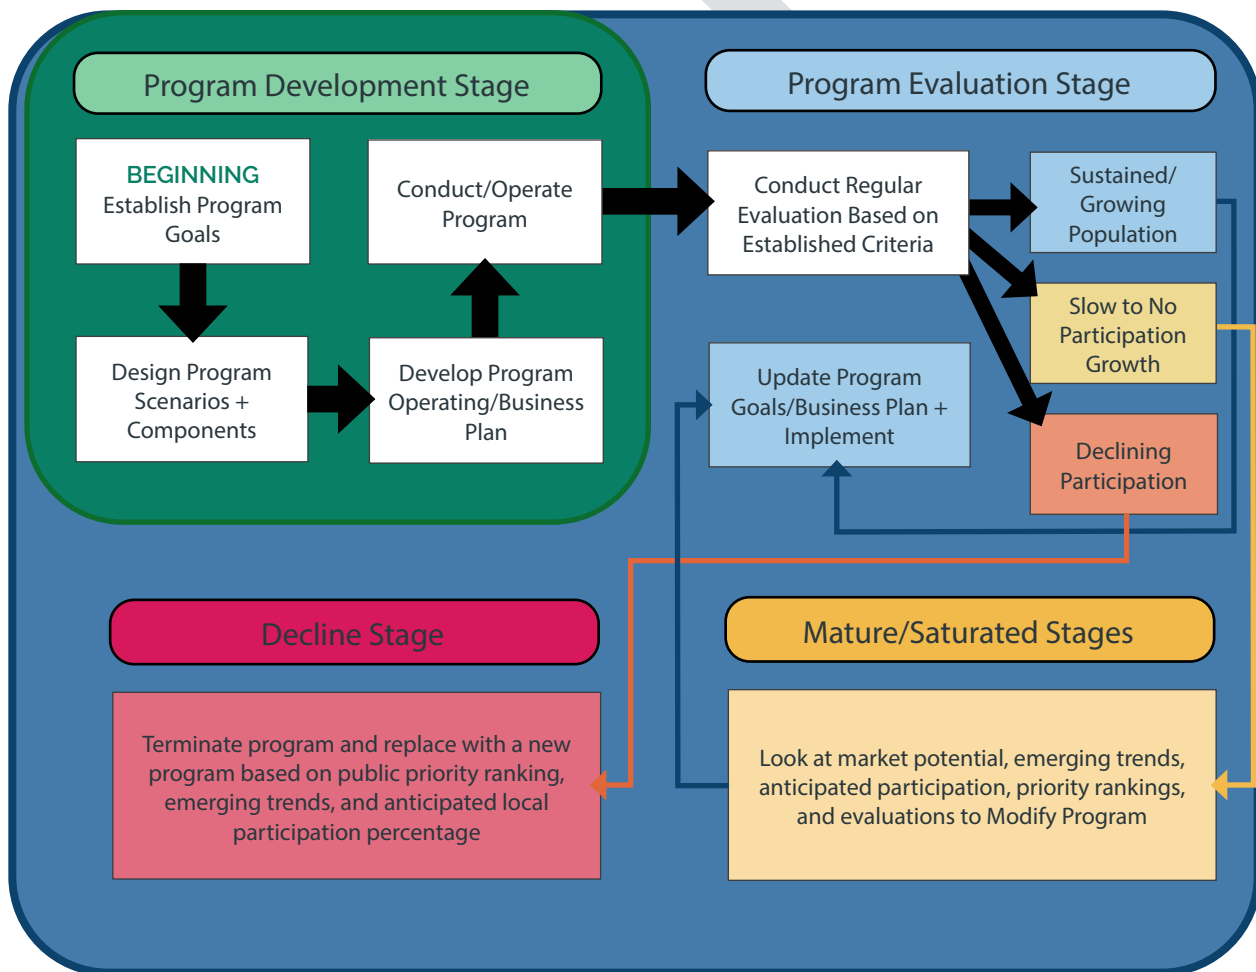 Program Development Stage
BEGINNING
Establish Program
Goals
Design Program
Scenarios +
Components
Develop Program
Operating/Business
Plan
Conduct/Operate
Program
Program Evaluation Stage
Conduct Regular
Evaluation Based on
Established Criteria
Sustained/
Growing
Population
Slow to No
Participation
Growth
Declining
Participation
Update Program
Goals/Business Plan +
Implement
Decline Stage
Terminate program and replace with a new
program based on public priority ranking,
emerging trends, and anticipated local
participation percentage
Mature/Saturated Stages
Look at market potential, emerging trends,
anticipated participation, priority rankings,
and evaluations to Modify Program